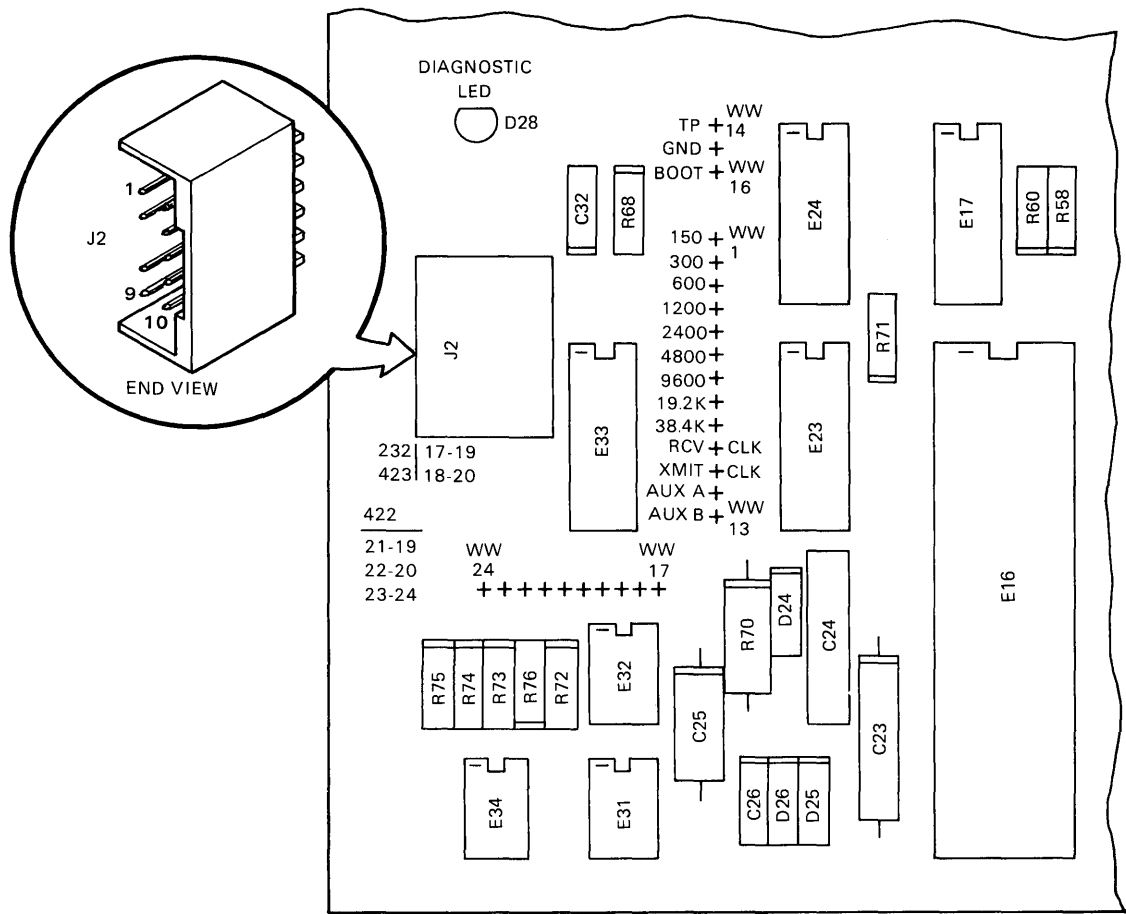 DIAGNOSTIC
LED
D28
1
J2
9
10
END VIEW
J2
TP WW
14
GND
BOOT WW
16
150 WW
1
300
600
1200
2400
4800
9600
19.2K
38.4K
RCV CLK
XMIT CLK
AUX A
AUX B WW
13
C32
R68
E24
E17
R60
R58
R71
E33
E23
E16
232 17-19
423 18-20
422
21-19
22-20
23-24
WW
24
WW
17
R75
R74
R73
R76
R72
E32
C25
R70
D24
C24
C23
E34
E31
C26
D26
D25